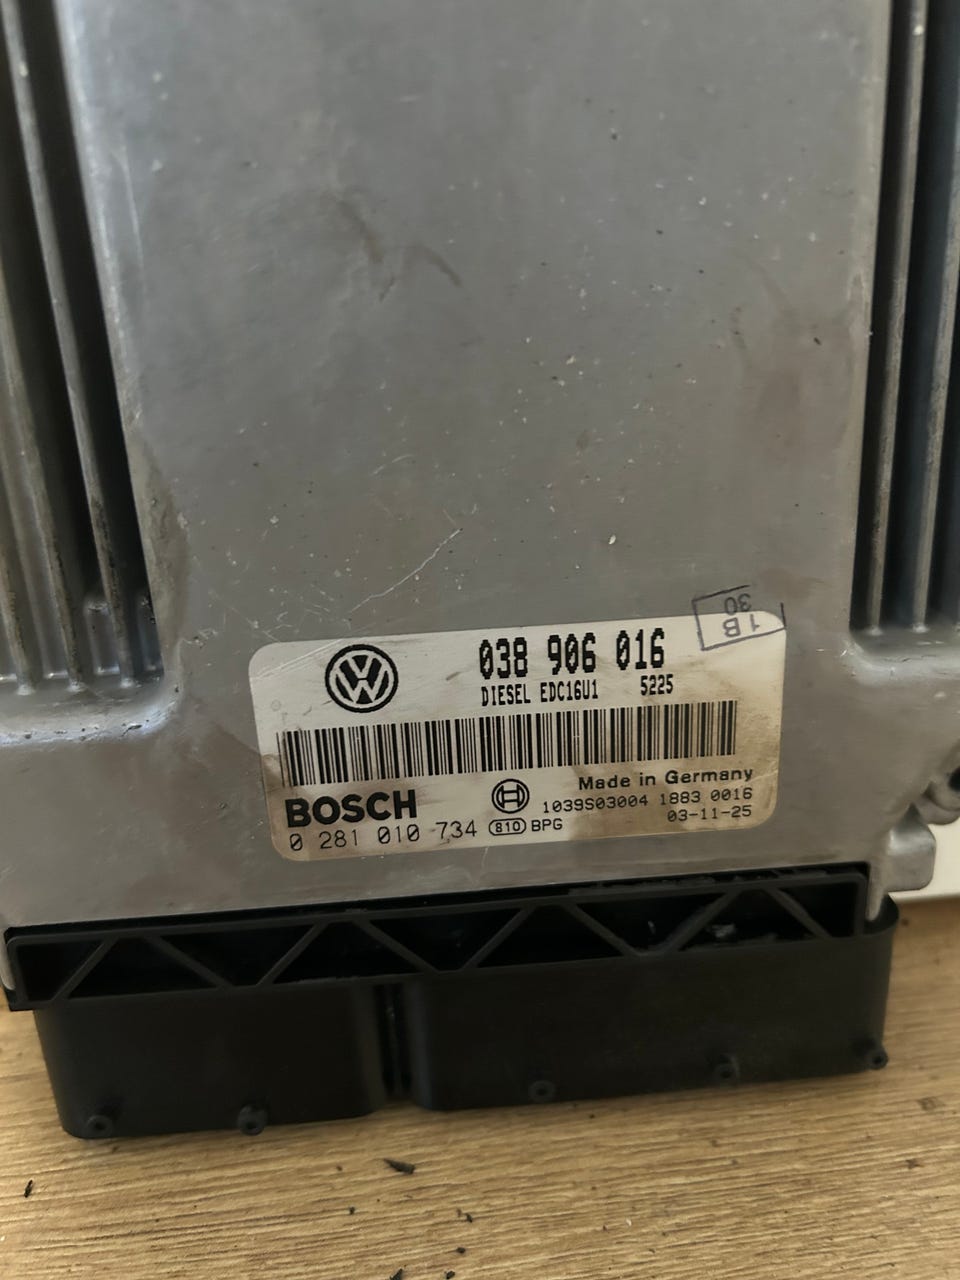 1B
30
038 906 016
DIESEL EDC16U1 5225
Made in Germany
BOSCH
1039S03004 1883 0016
0 281 010 734 810 BPG
03-11-25